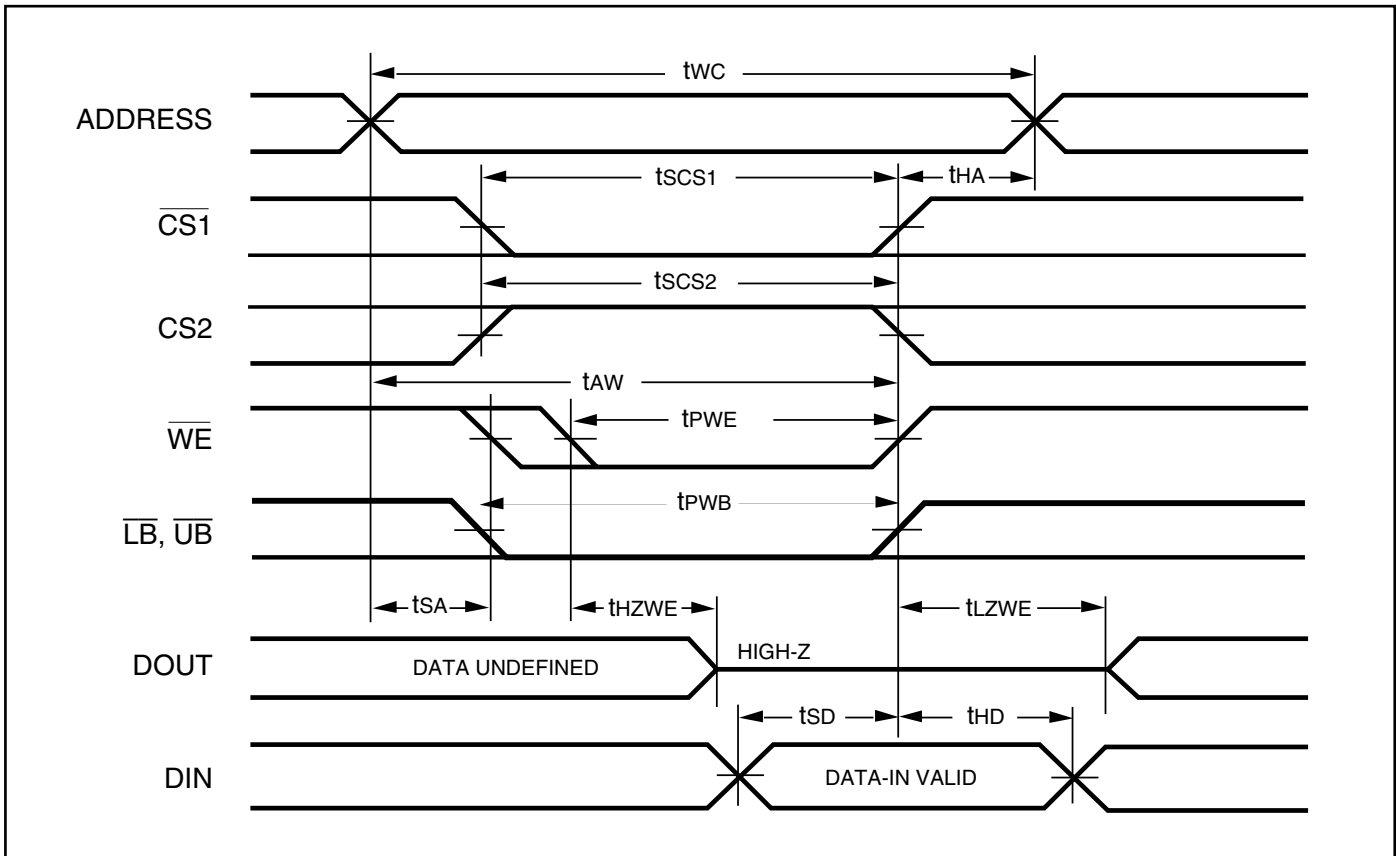 tWC
ADDRESS
tSCS1
tHA
CS1
tSCS2
CS2
tAW
WE
tPWE
tPWB
LB, UB
tSA
tHZWE
tLZWE
DOUT
DATA UNDEFINED
HIGH-Z
tSD
tHD
DIN
DATA-IN VALID